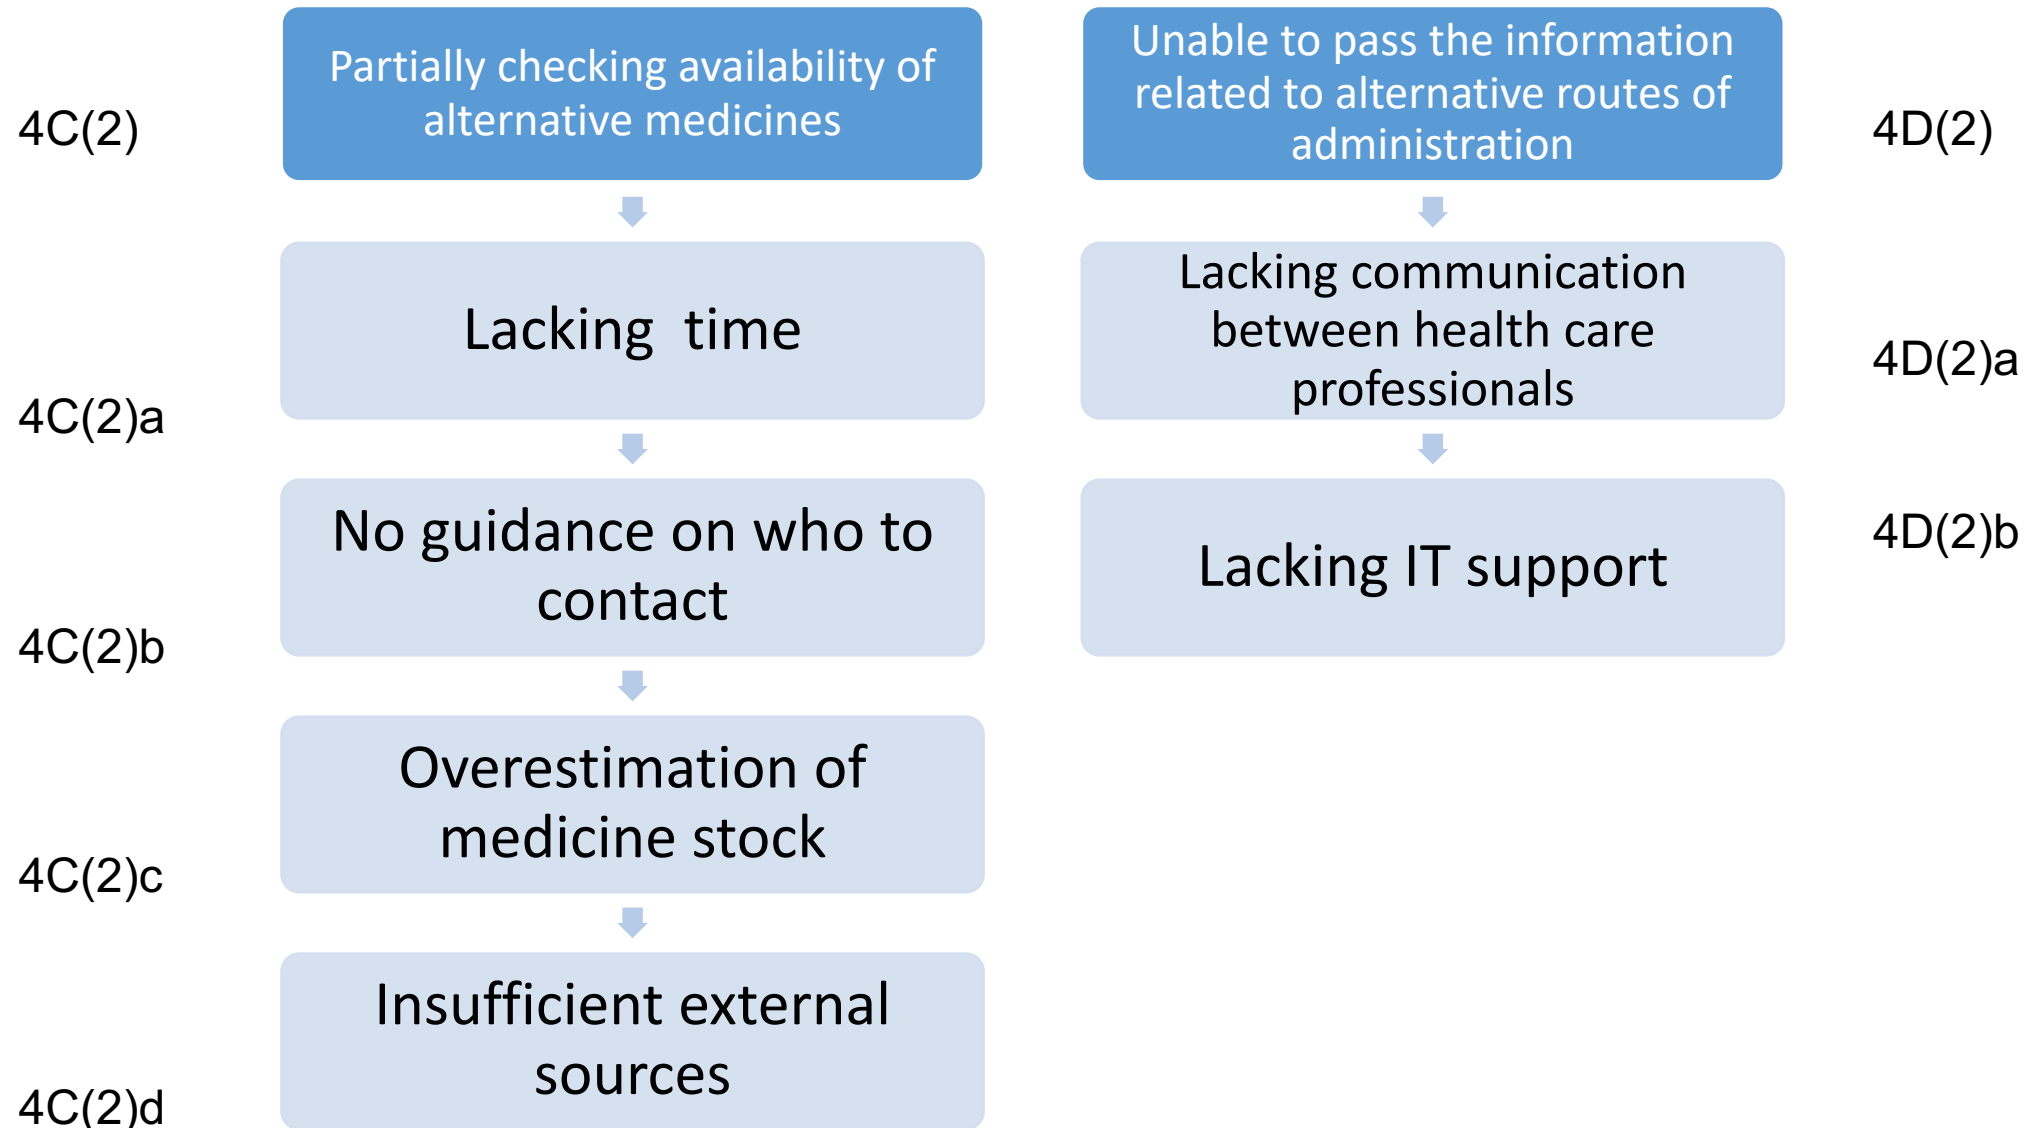 4C(2)
Partially checking availability of
alternative medicines
4C(2)a
Lacking  time
4C(2)b
No guidance on who to
contact
4C(2)c
Overestimation of
medicine stock
4C(2)d
Insufficient external
sources
Unable to pass the information
related to alternative routes of
administration
4D(2)
Lacking communication
between health care
professionals
4D(2)a
Lacking IT support
4D(2)b